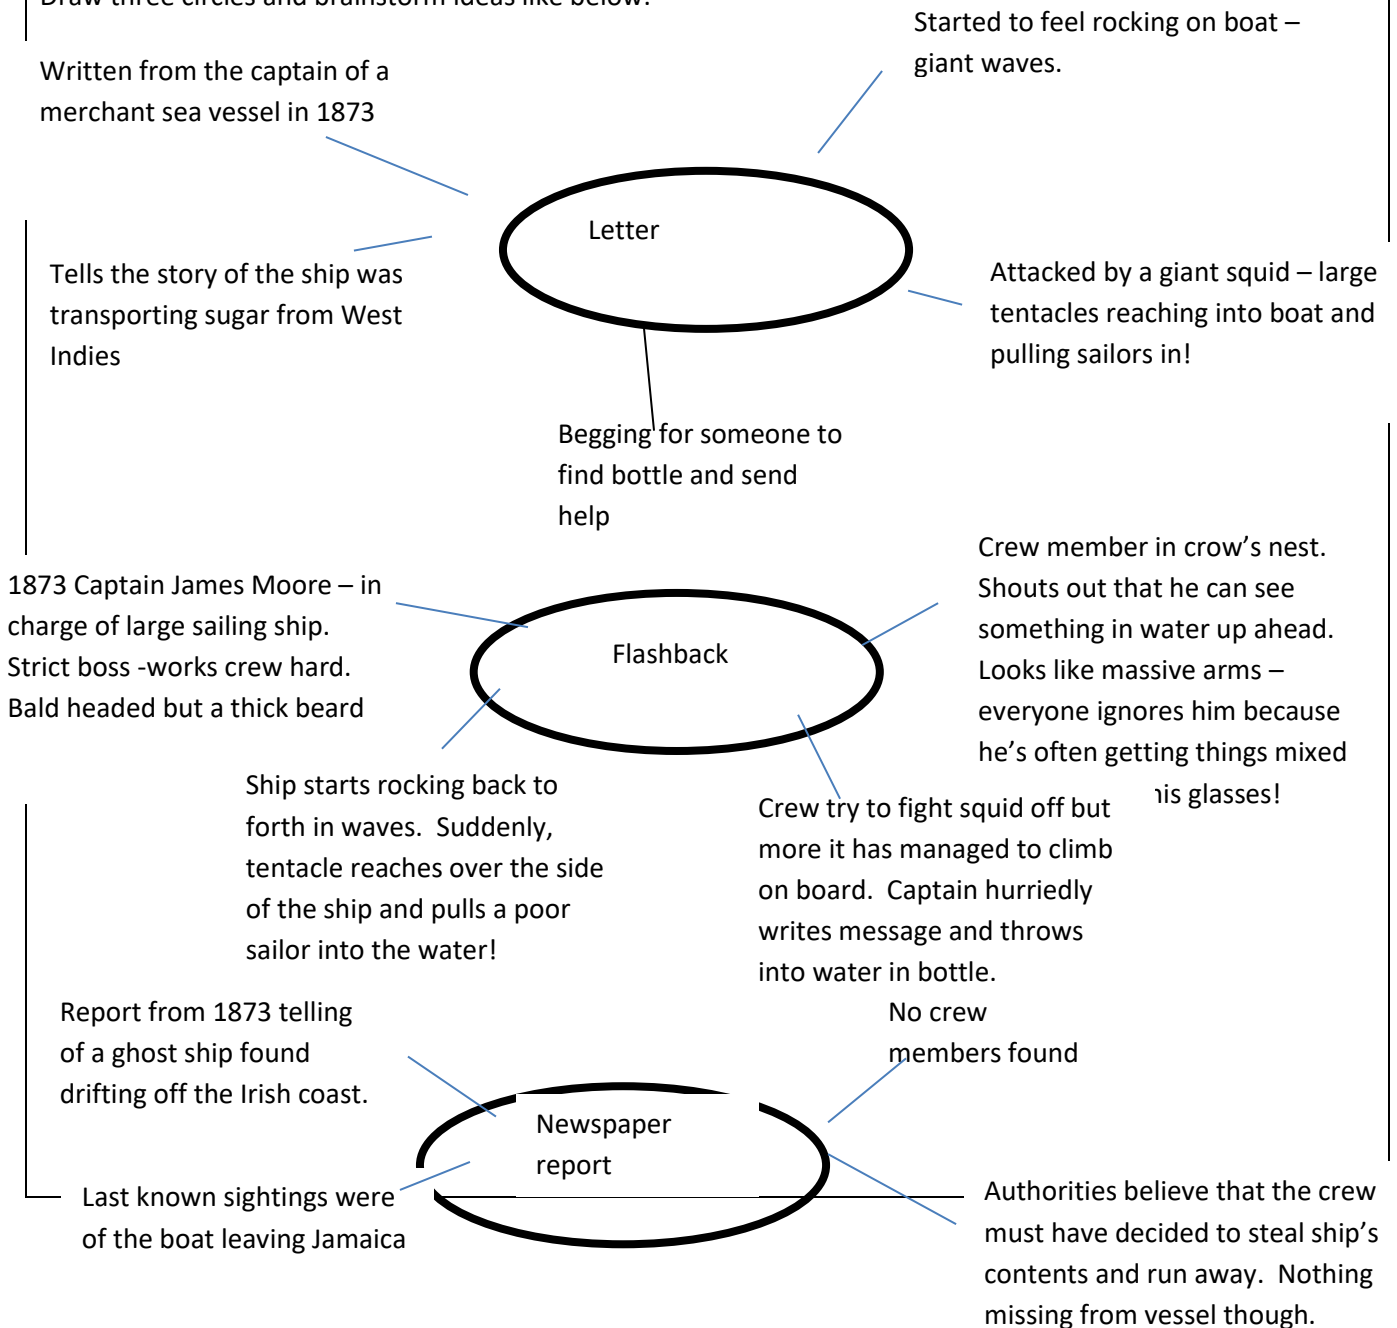 Draw three circles and brainstorm ideas like below:
Started to feel rocking on boat –
giant waves.
Written from the captain of a
merchant sea vessel in 1873
Letter
Tells the story of the ship was
transporting sugar from West
Indies
Attacked by a giant squid – large
tentacles reaching into boat and
pulling sailors in!
Begging for someone to
find bottle and send
help
1873 Captain James Moore – in
charge of large sailing ship.
Strict boss -works crew hard.
Bald headed but a thick beard
Flashback
Crew member in crow’s nest.
Shouts out that he can see
something in water up ahead.
Looks like massive arms –
everyone ignores him because
he’s often getting things mixed
glasses!
Ship starts rocking back to
forth in waves. Suddenly,
tentacle reaches over the side
of the ship and pulls a poor
sailor into the water!
Crew try to fight squid off but
more it has managed to climb
on board. Captain hurriedly
writes message and throws
into water in bottle.
Report from 1873 telling
of a ghost ship found
drifting off the Irish coast.
No crew
members found
Newspaper
report
Last known sightings were
of the boat leaving Jamaica
Authorities believe that the crew
must have decided to steal ship’s
contents and run away. Nothing
missing from vessel though.